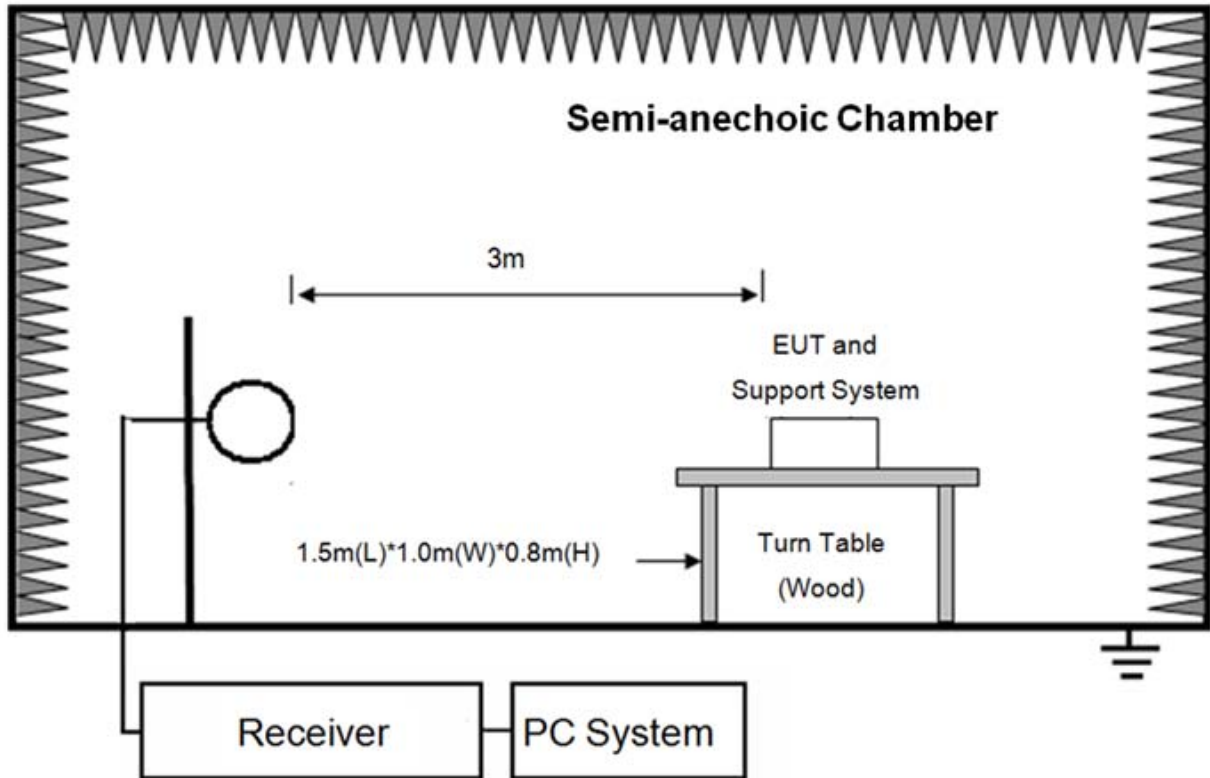 Semi-anechoic Chamber
3m
EUT and
Support System
1.5m(L)*1.0m(W)*0.8m(H)
Turn Table
(Wood)
Receiver
PC System